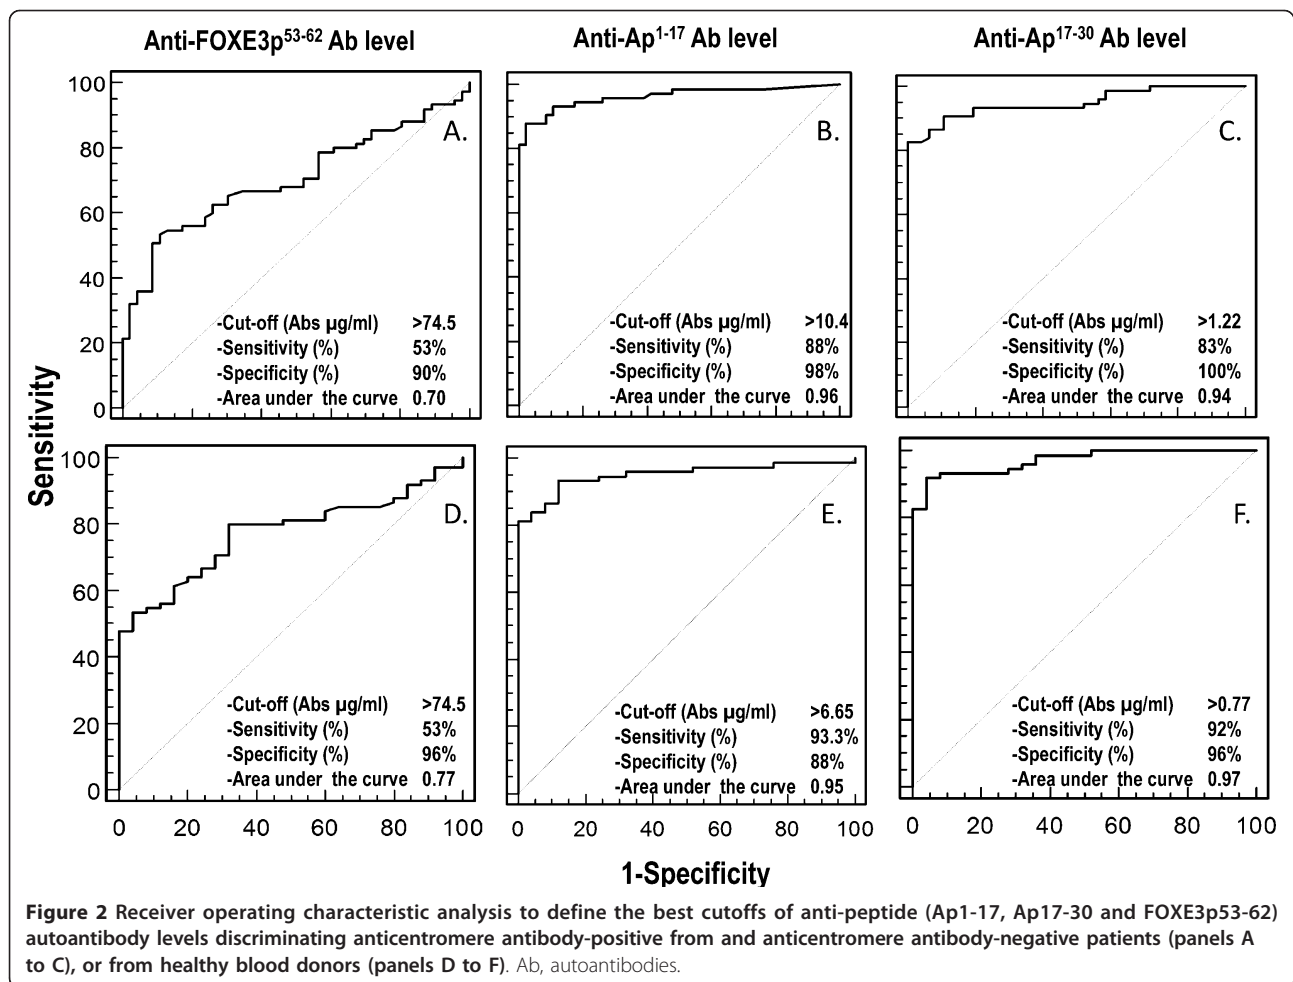 Anti-FOXE3p53-62 Ab level
Anti-Ap1-17 Ab level
Anti-Ap17-30 Ab level
Sensitivity
100
80
60
40
20
0
A.
-Cut-off (Abs µg/ml) >74.5
-Sensitivity (%) 53%
-Specificity (%) 90%
-Area under the curve 0.70
B.
-Cut-off (Abs µg/ml) >10.4
-Sensitivity (%) 88%
-Specificity (%) 98%
-Area under the curve 0.96
C.
-Cut-off (Abs µg/ml) >1.22
-Sensitivity (%) 83%
-Specificity (%) 100%
-Area under the curve 0.94
100
80
60
40
20
0
D.
-Cut-off (Abs µg/ml) >74.5
-Sensitivity (%) 53%
-Specificity (%) 96%
-Area under the curve 0.77
E.
-Cut-off (Abs µg/ml) >6.65
-Sensitivity (%) 93.3%
-Specificity (%) 88%
-Area under the curve 0.95
F.
-Cut-off (Abs µg/ml) >0.77
-Sensitivity (%) 92%
-Specificity (%) 96%
-Area under the curve 0.97
0 20 40 60 80 100
0 20 40 60 80 100
0 20 40 60 80 100
1-Specificity
Figure 2 Receiver operating characteristic analysis to define the best cutoffs of anti-peptide (Ap1-17, Ap17-30 and FOXE3p53-62)
autoantibody levels discriminating anticentromere antibody-positive from and anticentromere antibody-negative patients (panels A
to C), or from healthy blood donors (panels D to F). Ab, autoantibodies.